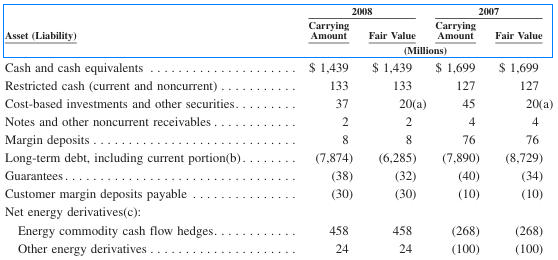 2008 2007
Carrying Carrying
Asset (Liability) Amount Fair Value Amount Fair Value
(Millions)
Cash and cash equivalents ..................... $ 1,439 $ 1,439 $ 1,699 $ 1,699
Restricted cash (current and noncurrent) ........... 133 133 127 127
Cost-based investments and other securities......... 37 20(a) 45 20(a)
Notes and other noncurrent receivables ............ 2 2 4 4
Margin deposits ............................. 8 8 76 76
Long-term debt, including current portion(b)........ (7,874) (6,285) (7,890) (8,729)
Guarantees................................. (38) (32) (40) (34)
Customer margin deposits payable ............... (30) (30) (10) (10)
Net energy derivatives(c):
Energy commodity cash flow hedges............ 458 458 (268) (268)
Other energy derivatives ..................... 24 24 (100) (100)